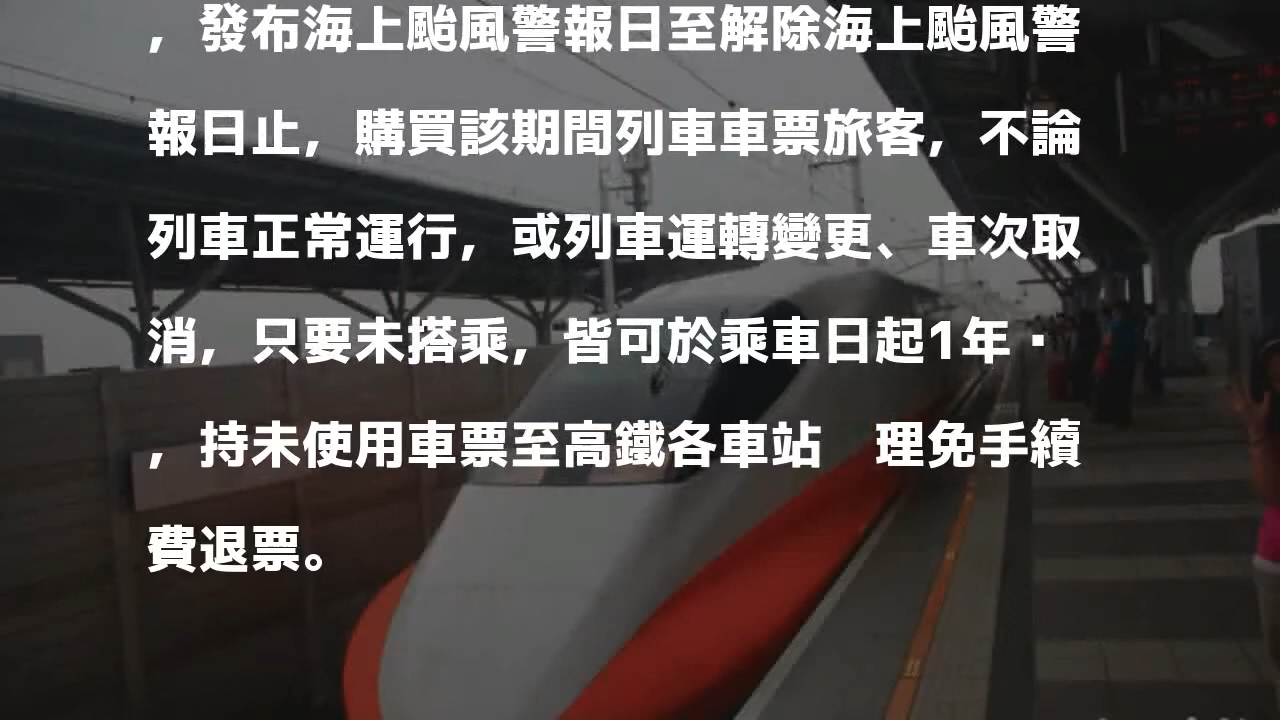 ，發布海上颱風警報日至解除海上颱風警
報日止，購買該期間列車車票旅客，不論
列車正常運行，或列車運轉變更、車次取
消，只要未搭乘，皆可於乘車日起1年·
，持未使用車票至高鐵各車站　理免手續
費退票。